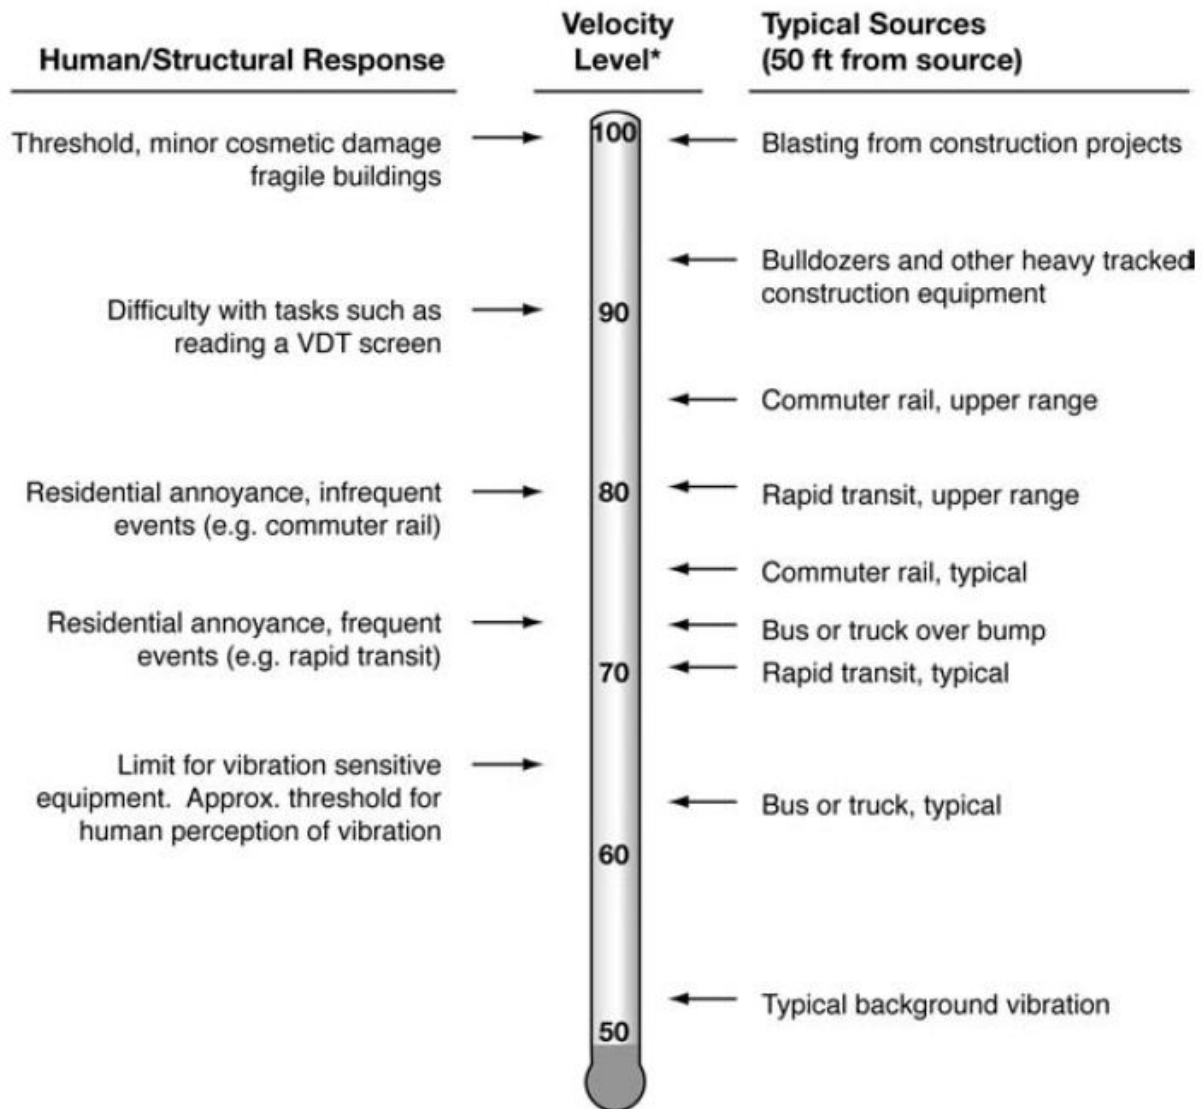 Human/Structural Response
Velocity
Level*
Typical Sources
(50 ft from source)
Threshold, minor cosmetic damage
fragile buildings
100
Blasting from construction projects
Bulldozers and other heavy tracked
construction equipment
Difficulty with tasks such as
reading a VDT screen
90
Commuter rail, upper range
Residential annoyance, infrequent
events (e.g. commuter rail)
80
Rapid transit, upper range
Commuter rail, typical
Residential annoyance, frequent
events (e.g. rapid transit)
Bus or truck over bump
70
Rapid transit, typical
Limit for vibration sensitive
equipment. Approx. threshold for
human perception of vibration
Bus or truck, typical
60
Typical background vibration
50